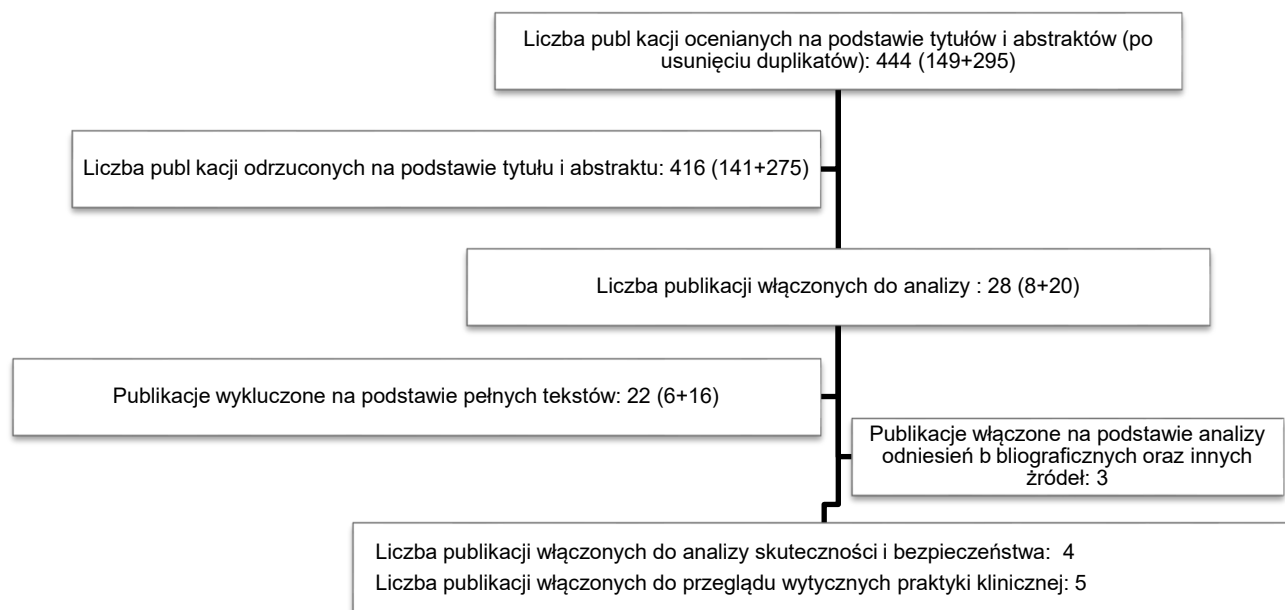 Liczba publ kacji ocenianych na podstawie tytułów i abstraktów (po
usunięciu duplikatów): 444 (149+295)
Liczba publ kacji odrzuconych na podstawie tytułu i abstraktu: 416 (141+275)
Liczba publikacji włączonych do analizy : 28 (8+20)
Publikacje wykluczone na podstawie pełnych tekstów: 22 (6+16)
Publikacje włączone na podstawie analizy
odniesień b bliograficznych oraz innych
żródeł: 3
Liczba publikacji włączonych do analizy skuteczności i bezpieczeństwa: 4
Liczba publikacji włączonych do przeglądu wytycznych praktyki klinicznej: 5